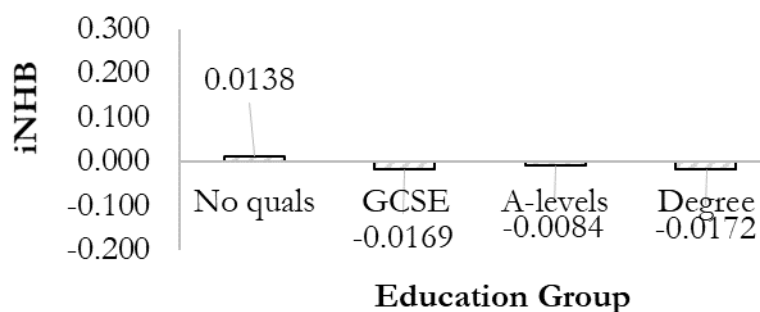 0.300
0.200
0.100
0.000
-0.100
-0.200
iNHB
0.0138
No quals GCSE A-levels Degree
-0.0169 -0.0084 -0.0172
Education Group